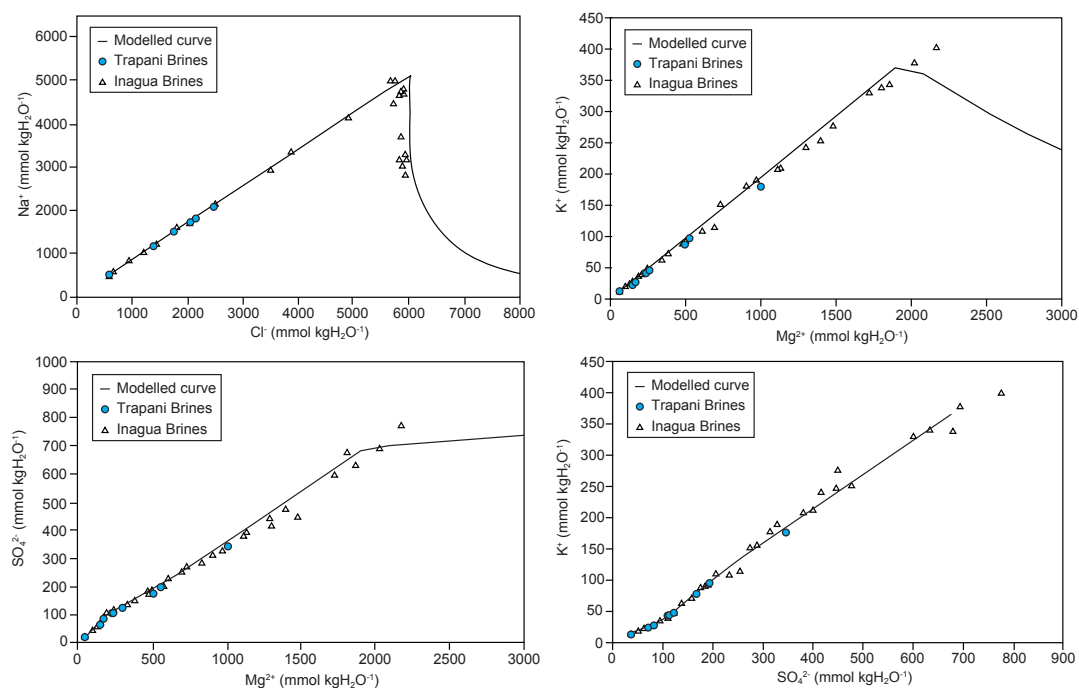 6000
5000
4000
3000
2000
1000
0
Na⁺ (mmol kgH₂O⁻¹)
— Modelled curve
Trapani Brines
Inagua Brines
0 1000 2000 3000 4000 5000 6000 7000 8000
Cl⁻ (mmol kgH₂O⁻¹)
450
400
350
300
250
200
150
100
50
0
K⁺ (mmol kgH₂O⁻¹)
— Modelled curve
Trapani Brines
Inagua Brines
0 500 1000 1500 2000 2500 3000
Mg²⁺ (mmol kgH₂O⁻¹)
1000
900
800
700
600
500
400
300
200
100
0
SO₄²⁻ (mmol kgH₂O⁻¹)
— Modelled curve
Trapani Brines
Inagua Brines
0 500 1000 1500 2000 2500 3000
Mg²⁺ (mmol kgH₂O⁻¹)
450
400
350
300
250
200
150
100
50
0
K⁺ (mmol kgH₂O⁻¹)
— Modelled curve
Trapani Brines
Inagua Brines
0 100 200 300 400 500 600 700 800 900
SO₄²⁻ (mmol kgH₂O⁻¹)